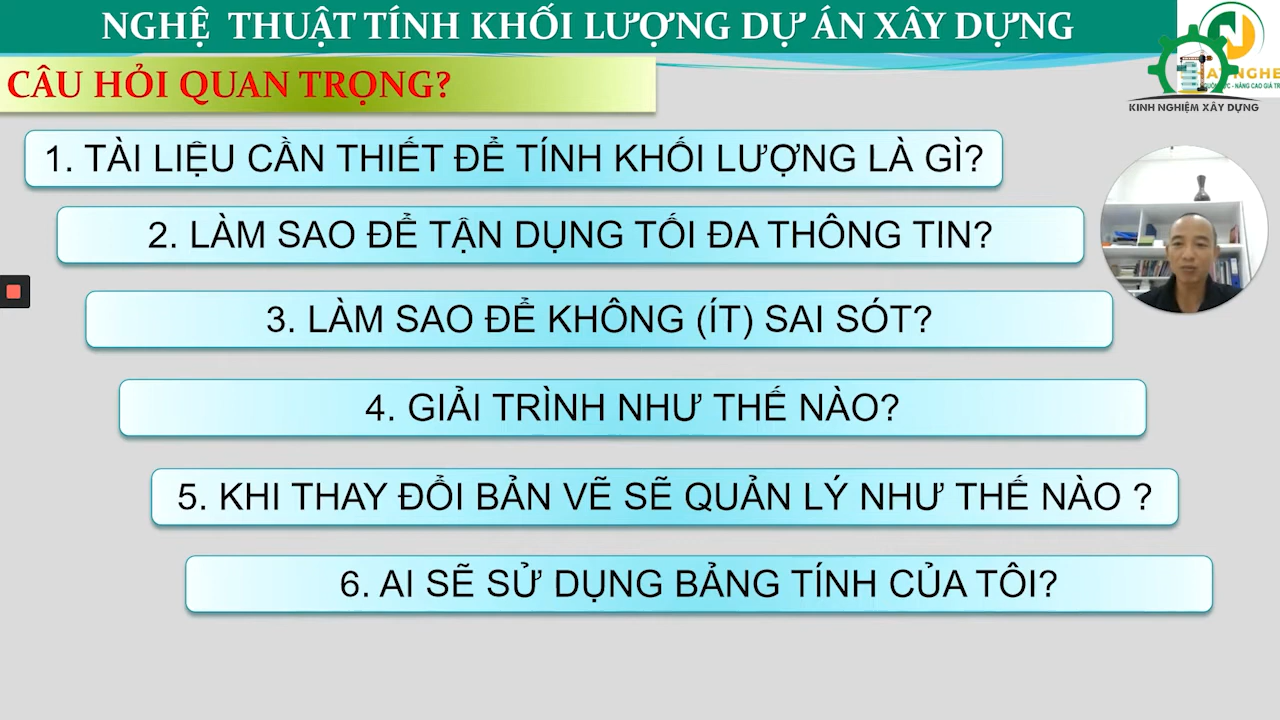 NGHỆ THUẬT TÍNH KHỐI LƯỢNG DỰ ÁN XÂY DỰNG
CÂU HỎI QUAN TRỌNG?
KINH NGHIỆM XÂY DỰNG
1. TÀI LIỆU CẦN THIẾT ĐỂ TÍNH KHỐI LƯỢNG LÀ GÌ?
2. LÀM SAO ĐỂ TẬN DỤNG TỐI ĐA THÔNG TIN?
3. LÀM SAO ĐỂ KHÔNG (ÍT) SAI SÓT?
4. GIẢI TRÌNH NHƯ THẾ NÀO?
5. KHI THAY ĐỔI BẢN VẼ SẼ QUẢN LÝ NHƯ THẾ NÀO ?
6. AI SẼ SỬ DỤNG BẢNG TÍNH CỦA TÔI?